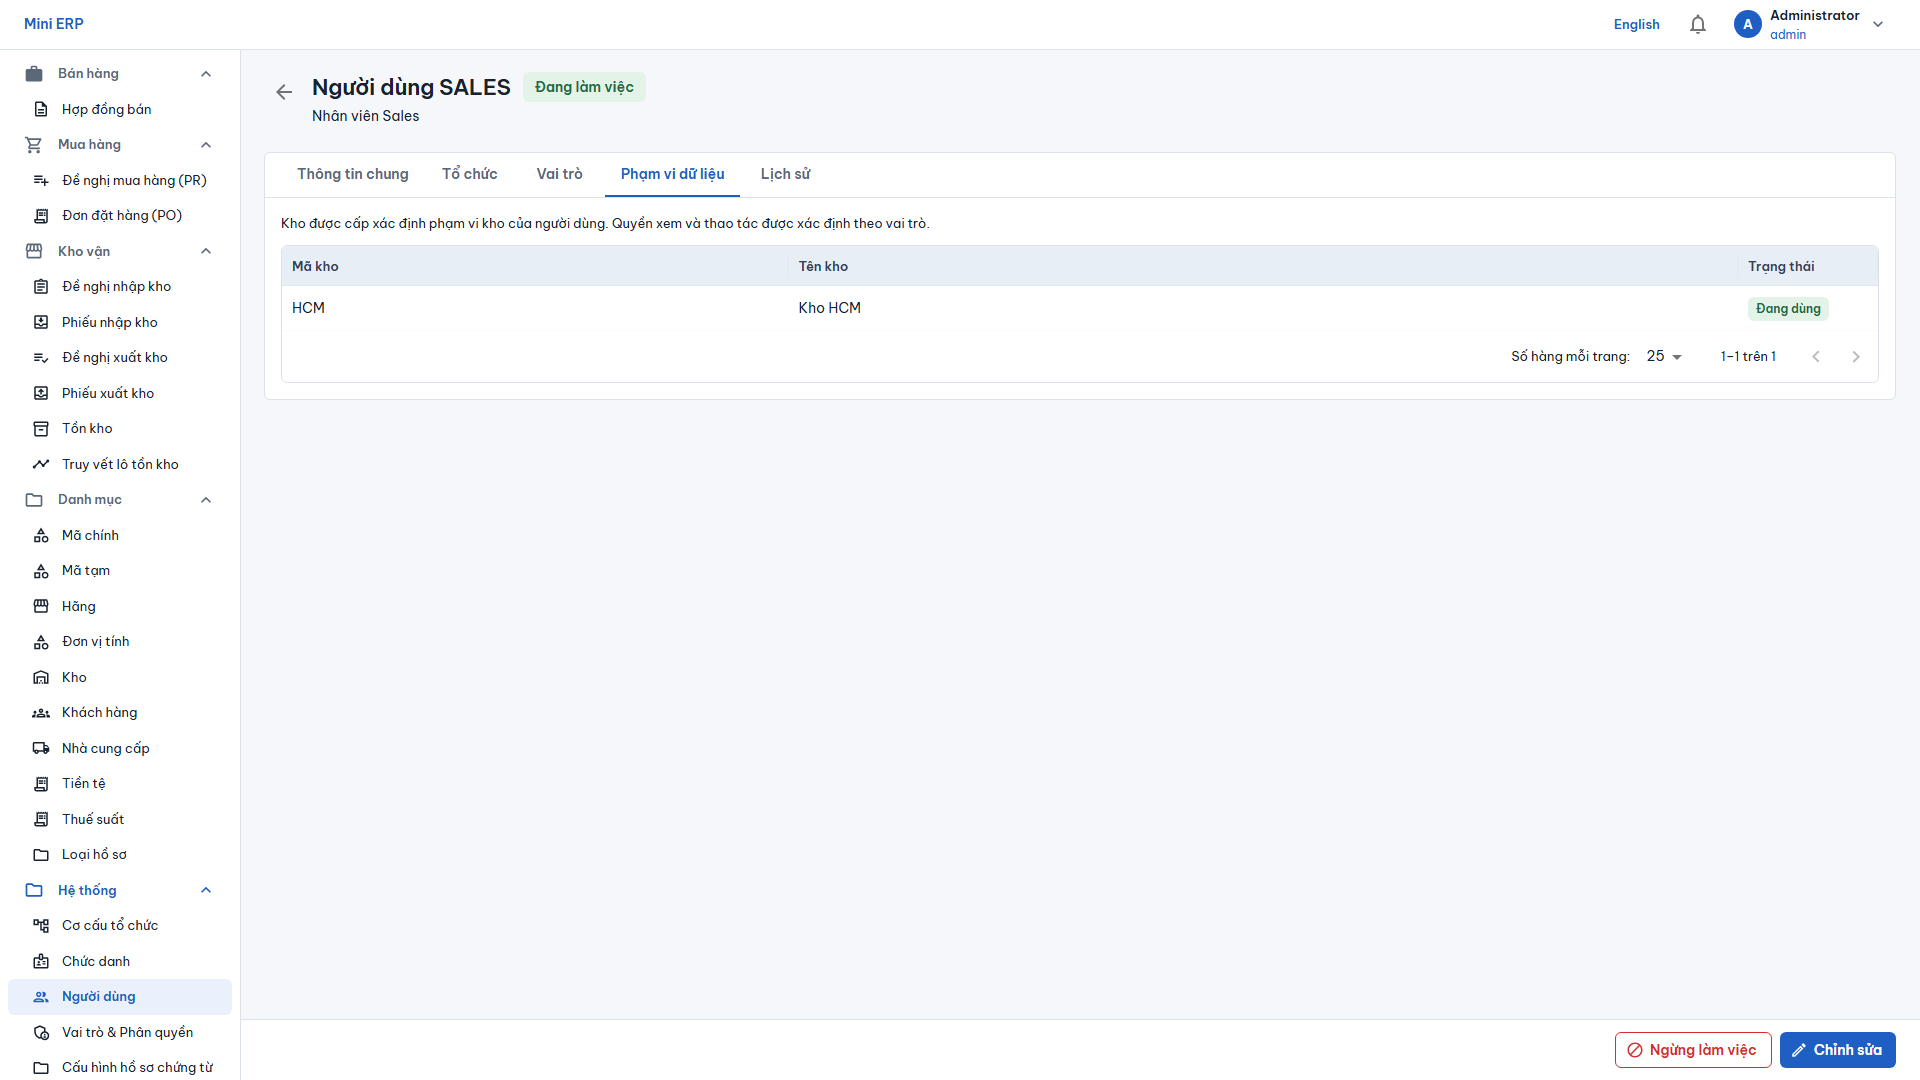 Mini ERP
English
A
Administrator
admin
Bán hàng
Hợp đồng bán
Mua hàng
Đề nghị mua hàng (PR)
Đơn đặt hàng (PO)
Kho vận
Đề nghị nhập kho
Phiếu nhập kho
Đề nghị xuất kho
Phiếu xuất kho
Tồn kho
Truy vết lô tồn kho
Danh mục
Mã chính
Mã tạm
Hãng
Đơn vị tính
Kho
Khách hàng
Nhà cung cấp
Tiền tệ
Thuế suất
Loại hồ sơ
Hệ thống
Cơ cấu tổ chức
Chức danh
Người dùng
Vai trò & Phân quyền
Cấu hình hồ sơ chứng từ
Người dùng SALES
Đang làm việc
Nhân viên Sales
Thông tin chung
Tổ chức
Vai trò
Phạm vi dữ liệu
Lịch sử
Kho được cấp xác định phạm vi kho của người dùng. Quyền xem và thao tác được xác định theo vai trò.
Mã kho
Tên kho
Trạng thái
HCM
Kho HCM
Đang dùng
Số hàng mỗi trang:
25
1–1 trên 1
Ngừng làm việc
Chỉnh sửa